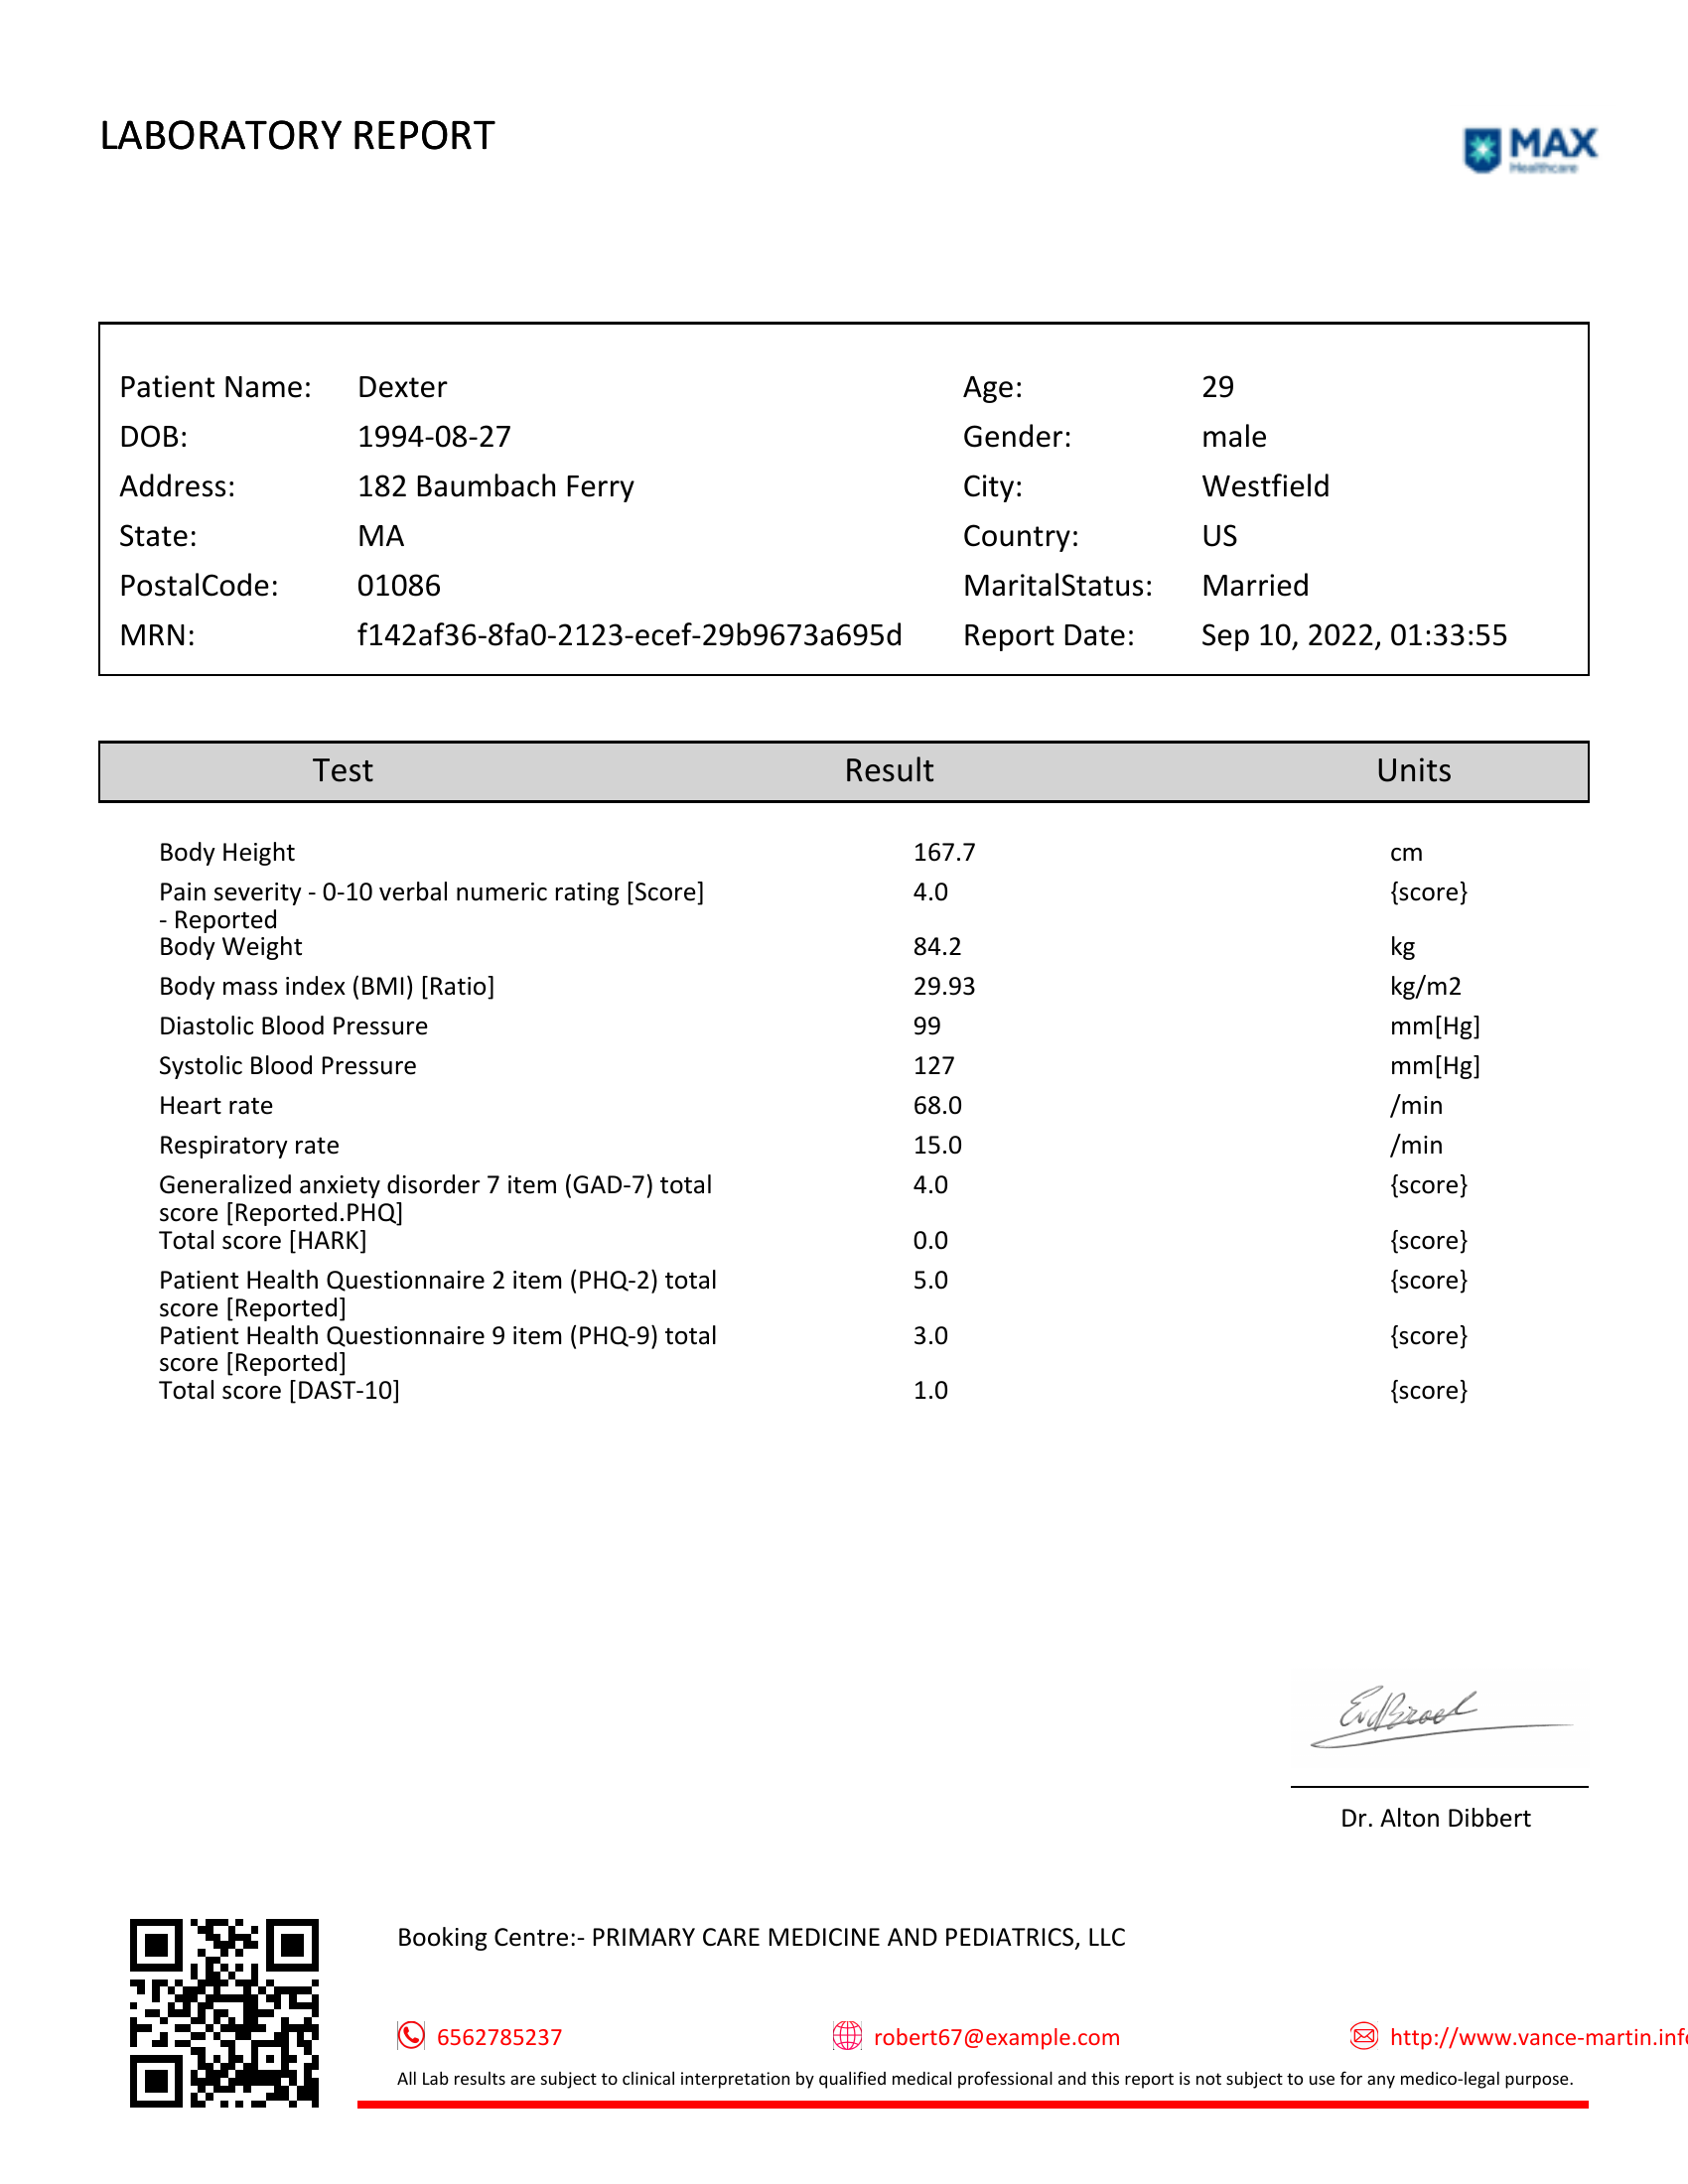 LABORATORY REPORT
MAX
Healthcare
Patient Name: Dexter Age: 29
DOB: 1994-08-27 Gender: male
Address: 182 Baumbach Ferry City: Westfield
State: MA Country: US
PostalCode: 01086 MaritalStatus: Married
MRN: f142af36-8fa0-2123-ecef-29b9673a695d Report Date: Sep 10, 2022, 01:33:55
Test Result Units
Body Height 167.7 cm
Pain severity - 0-10 verbal numeric rating [Score] 4.0 {score}
- Reported
Body Weight 84.2 kg
Body mass index (BMI) [Ratio] 29.93 kg/m2
Diastolic Blood Pressure 99 mm[Hg]
Systolic Blood Pressure 127 mm[Hg]
Heart rate 68.0 /min
Respiratory rate 15.0 /min
Generalized anxiety disorder 7 item (GAD-7) total 4.0 {score}
score [Reported.PHQ]
Total score [HARK] 0.0 {score}
Patient Health Questionnaire 2 item (PHQ-2) total 5.0 {score}
score [Reported]
Patient Health Questionnaire 9 item (PHQ-9) total 3.0 {score}
score [Reported]
Total score [DAST-10] 1.0 {score}
Dr. Alton Dibbert
Booking Centre:- PRIMARY CARE MEDICINE AND PEDIATRICS, LLC
6562785237 robert67@example.com http://www.vance-martin.inf
All Lab results are subject to clinical interpretation by qualified medical professional and this report is not subject to use for any medico-legal purpose.